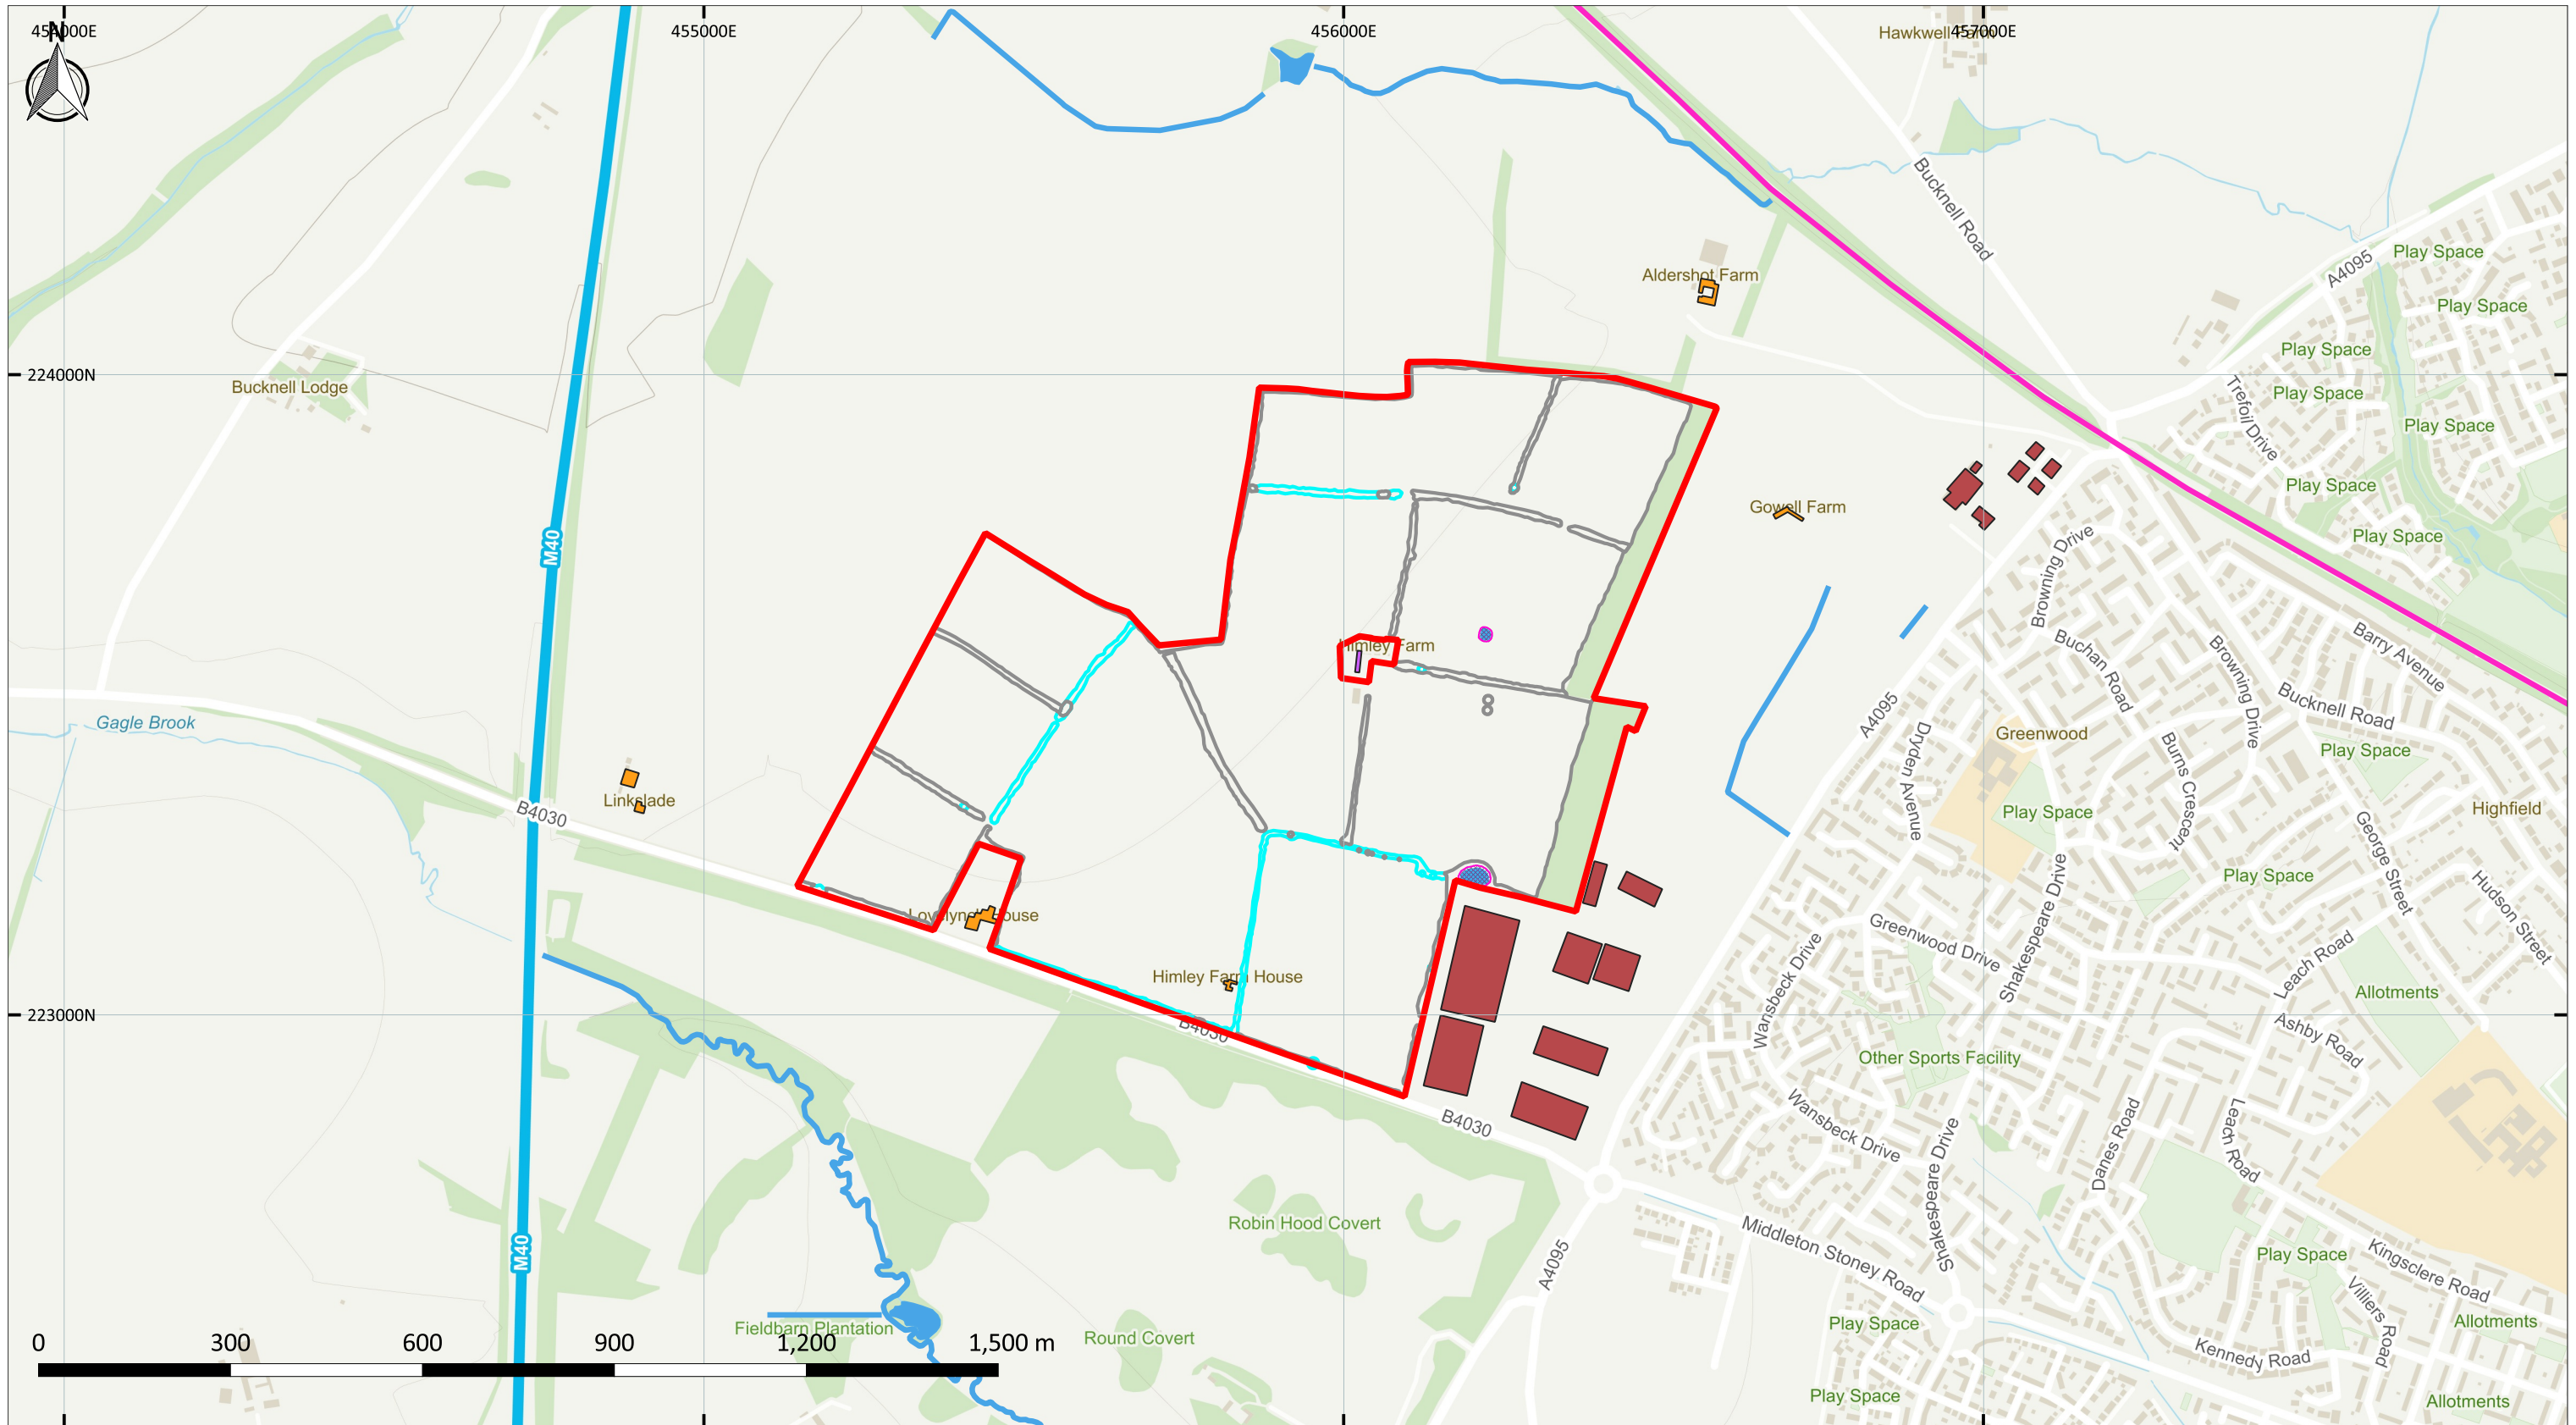 N
454000E
455000E
456000E
457000E
Hawkwell Farm
Bucknell Road
A4095
Play Space
Play Space
Aldershot Farm
Play Space
224000N
Bucknell Lodge
Trefoil Drive
Play Space
Play Space
Play Space
Gowell Farm
Play Space
M40
Browning Drive
Himley Farm
Buchan Road
Browning Drive
Barry Avenue
Bucknell Road
Gagle Brook
A4095
Dryden Avenue
Greenwood
Burns Crescent
Play Space
Linkslade
B4030
Play Space
Highfield
George Street
Play Space
Hudson Street
Lovelynch House
Greenwood Drive
Shakespeare Drive
Leach Road
Himley Farm House
Wansbeck Drive
Allotments
223000N
B4030
Ashby Road
Other Sports Facility
B4030
Wansbeck Drive
Danes Road
Leach Road
Shakespeare Drive
M40
Robin Hood Covert
A4095
Middleton Stoney Road
Play Space
Kingsclere Road
Villiers Road
Fieldbarn Plantation
Round Covert
Play Space
Allotments
0 300 600 900 1,200 1,500 m
Kennedy Road
Play Space
Allotments